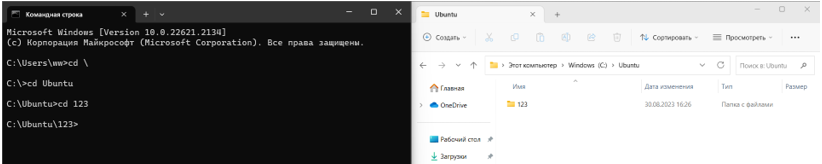 Командная строка
Microsoft Windows [Version 10.0.22621.2134]
(c) Корпорация Майкрософт (Microsoft Corporation). Все права защищены.
C:\Users\ww>cd \
C:\>cd Ubuntu
C:\Ubuntu>cd 123
C:\Ubuntu\123>
Ubuntu
Создать
Сортировать
Просмотреть
Этот компьютер > Windows (C:) > Ubuntu
Поиск в: Ubuntu
Главная
OneDrive
Рабочий стол
Загрузки
Имя Дата изменения Тип Размер
123 30.08.2023 16:26 Папка с файлами